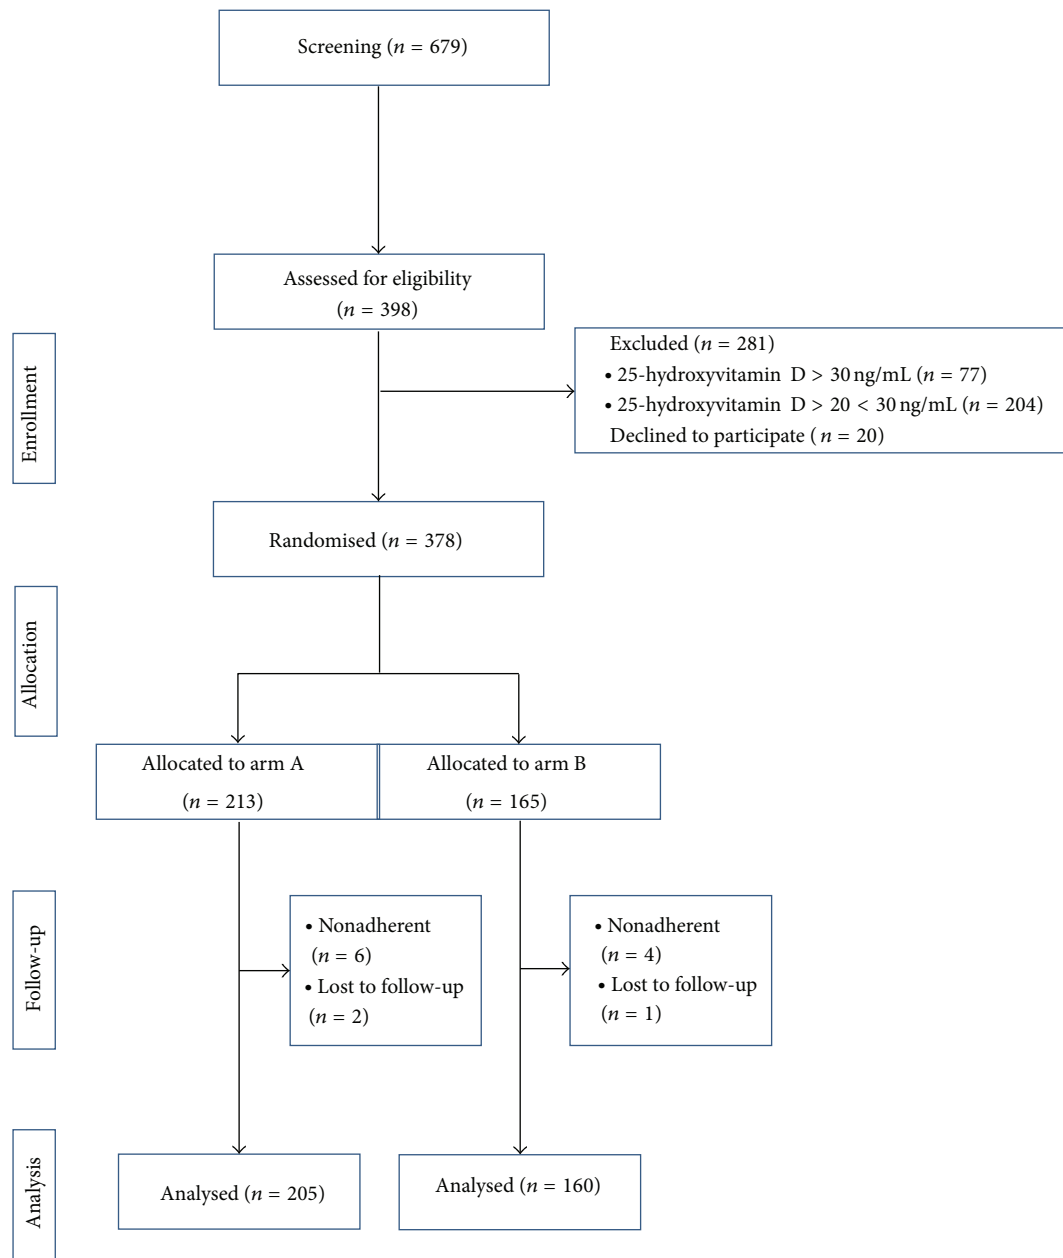 Screening (n = 679)
Assessed for eligibility
(n = 398)
Enrollment
Excluded (n = 281)
• 25-hydroxyvitamin D > 30 ng/mL (n = 77)
• 25-hydroxyvitamin D > 20 < 30 ng/mL (n = 204)
Declined to participate ( n = 20)
Randomised (n = 378)
Allocation
Allocated to arm A
(n = 213)
Allocated to arm B
(n = 165)
Follow-up
• Nonadherent
(n = 6)
• Lost to follow-up
(n = 2)
• Nonadherent
(n = 4)
• Lost to follow-up
(n = 1)
Analysis
Analysed (n = 205)
Analysed (n = 160)